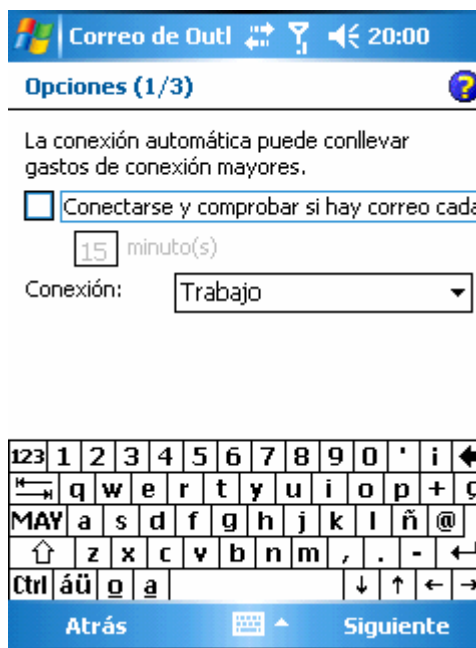 Correo de Outl 20:00
Opciones (1/3) ?
La conexión automática puede conllevar
gastos de conexión mayores.
Conectarse y comprobar si hay correo cada
15 minuto(s)
Conexión: Trabajo
123 1 2 3 4 5 6 7 8 9 0 ' ¡
q w e r t y u i o p + ç
MAY a s d f g h j k l ñ @
z x c v b n m , . -
Ctrl áü º ª ↓ ↑ ← →
Atrás Siguiente